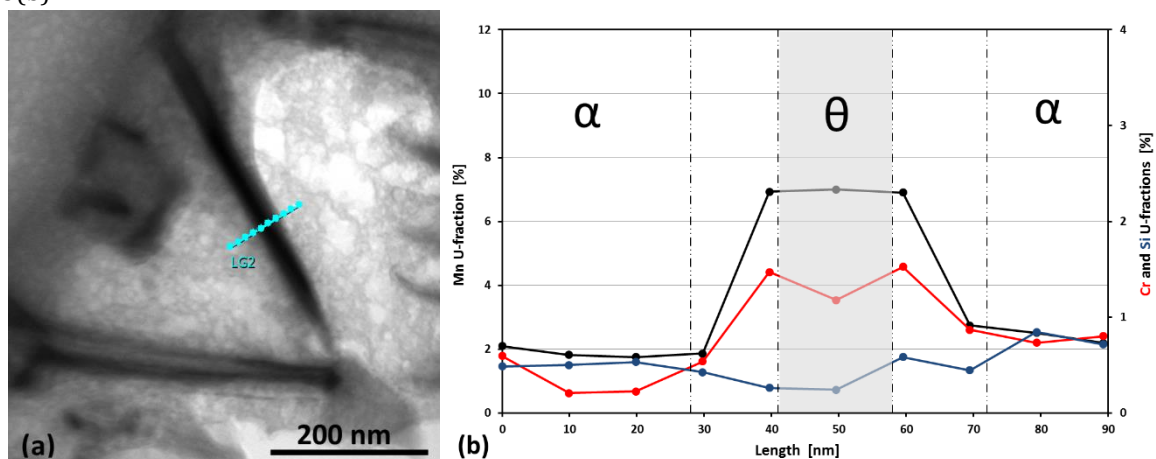 LG2
(a)
200 nm
(b)
α
θ
α
Mn U-fraction [%]
12
10
8
6
4
2
0
4
3
2
1
0
Cr and Si U-fractions [%]
0 10 20 30 40 50 60 70 80 90
Length [nm]